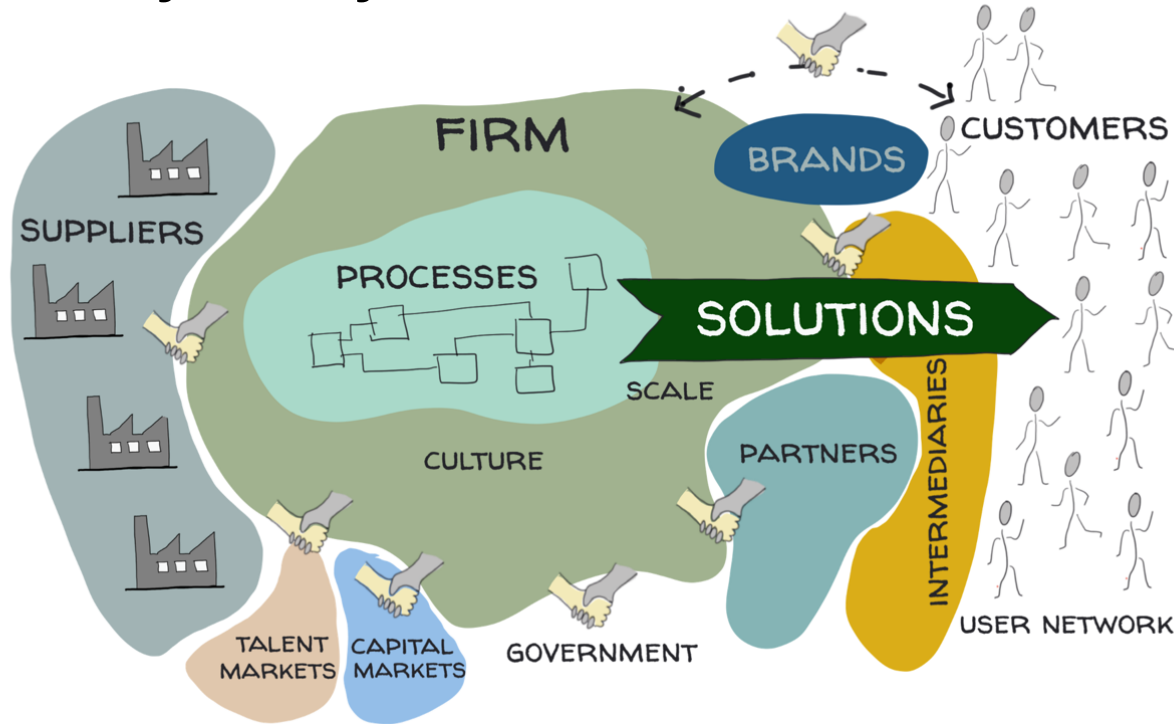 FIRM
CUSTOMERS
BRANDS
SUPPLIERS
PROCESSES
SOLUTIONS
SCALE
CULTURE
PARTNERS
INTERMEDIARIES
TALENT
MARKETS
CAPITAL
MARKETS
GOVERNMENT
USER NETWORK